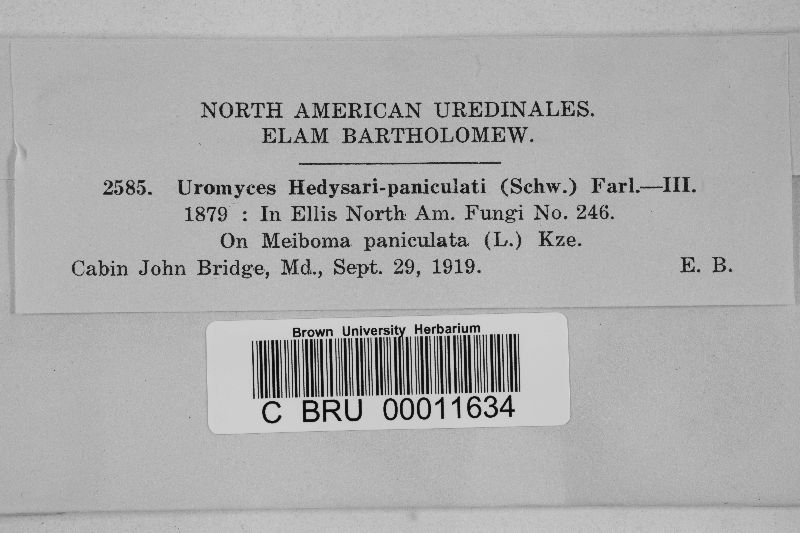 NORTH AMERICAN UREDINALES.
ELAM BARTHOLOMEW.
2585. Uromyces Hedysari-paniculati (Schw.) Farl.—III.
1879 : In Ellis North Am. Fungi No. 246.
On Meiboma paniculata (L.) Kze.
Cabin John Bridge, Md., Sept. 29, 1919. E. B.
Brown University Herbarium
C BRU 00011634